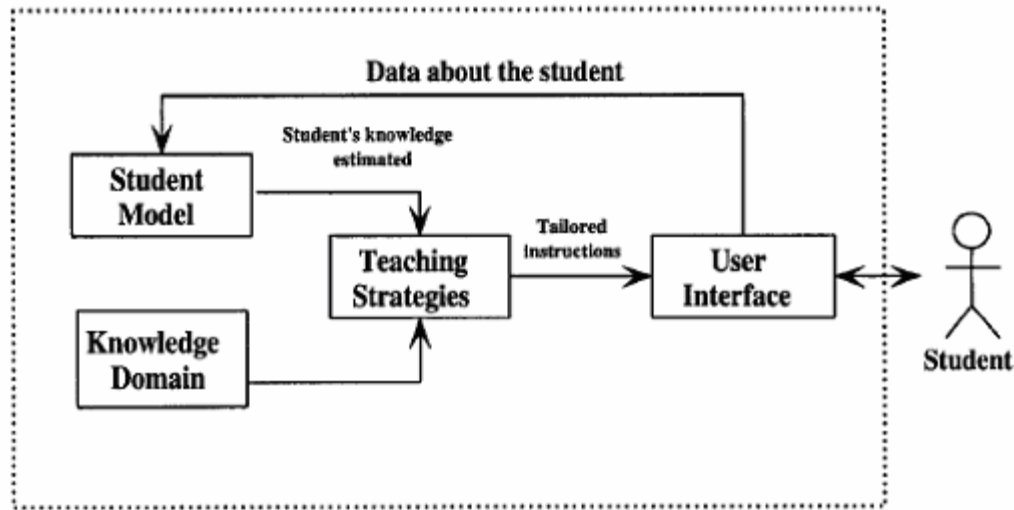 Data about the student
Student's knowledge
estimated
Student
Model
Tailored
instructions
Teaching
Strategies
User
Interface
Knowledge
Domain
Student